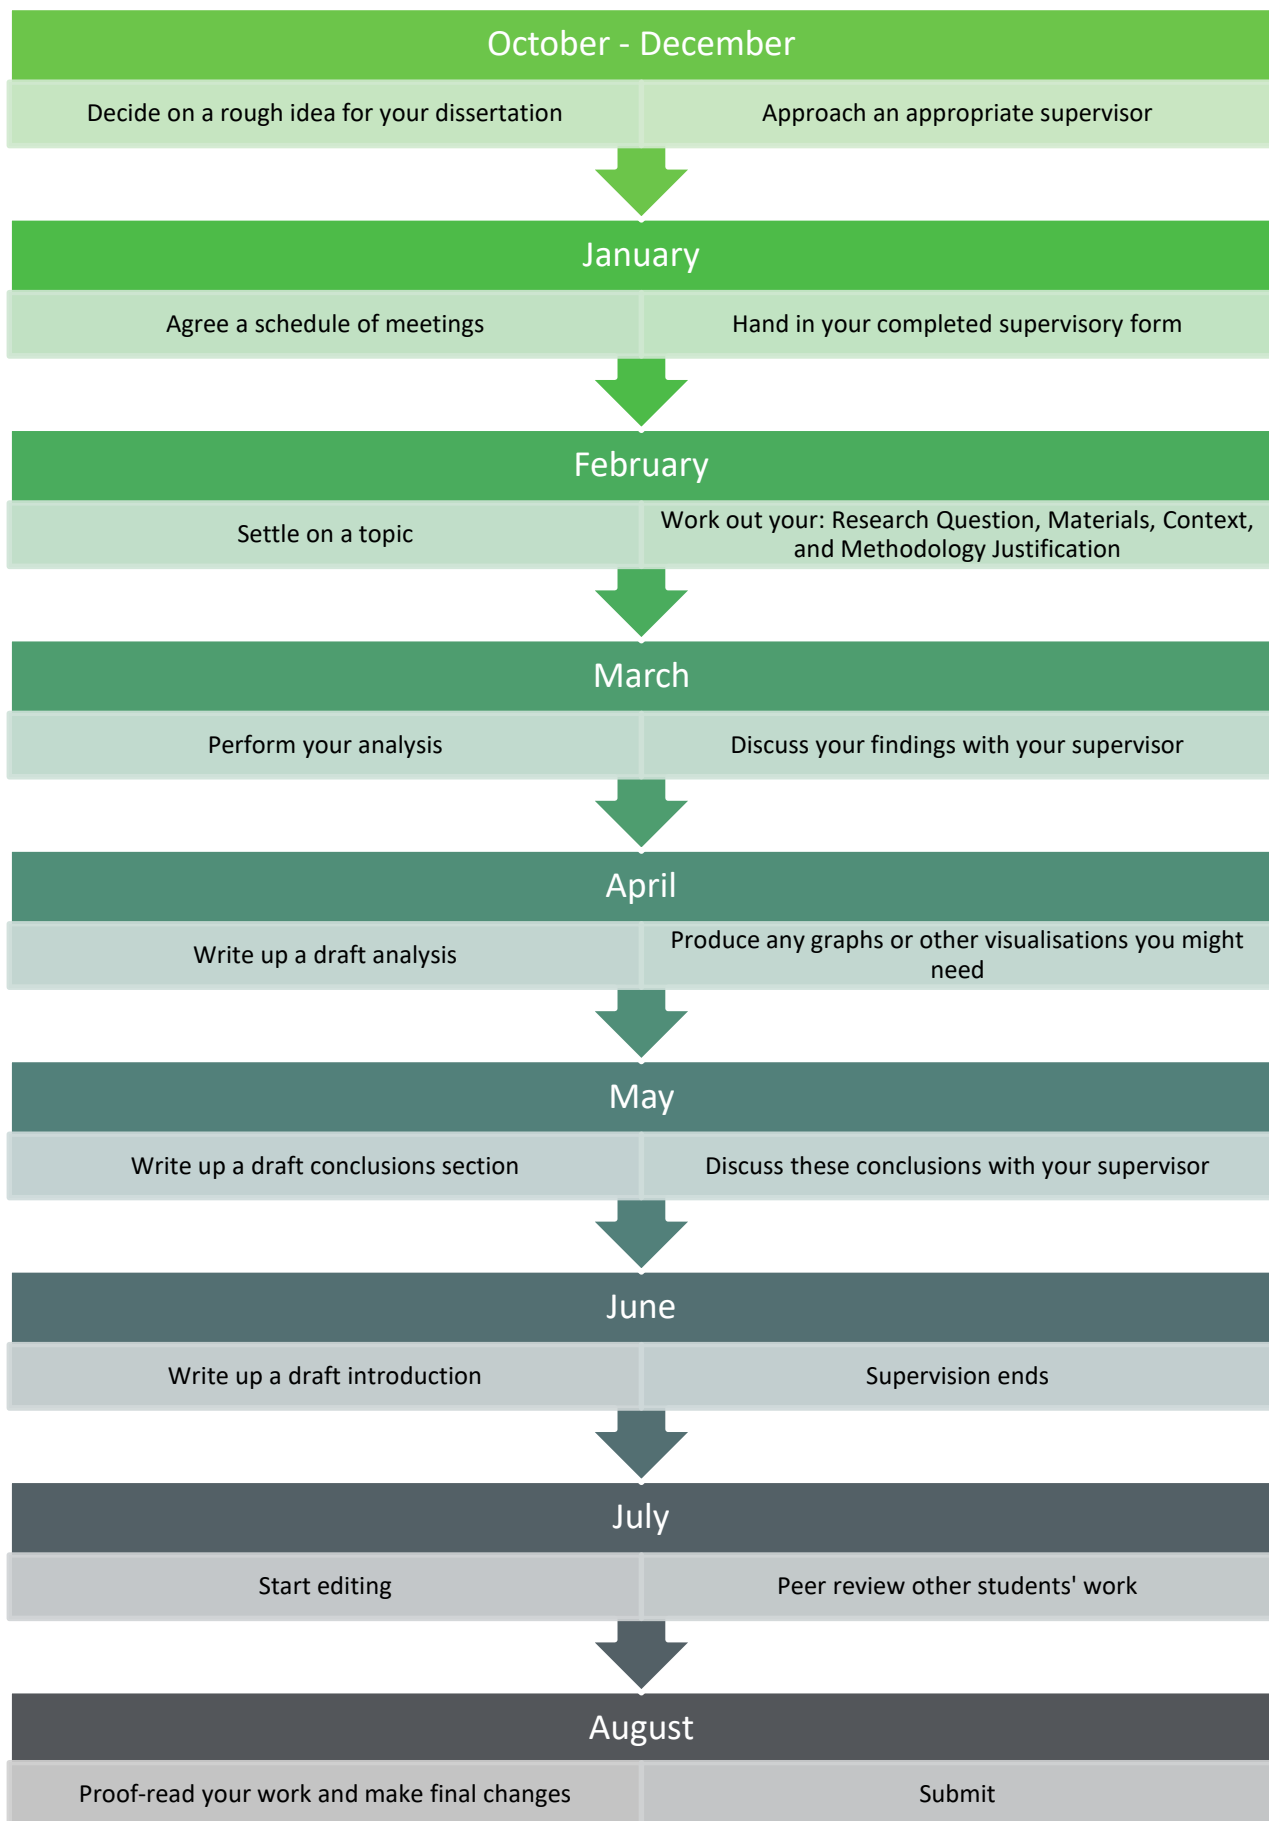 October - December
Decide on a rough idea for your dissertation
Approach an appropriate supervisor
January
Agree a schedule of meetings
Hand in your completed supervisory form
February
Settle on a topic
Work out your: Research Question, Materials, Context,
and Methodology Justification
March
Perform your analysis
Discuss your findings with your supervisor
April
Write up a draft analysis
Produce any graphs or other visualisations you might
need
May
Write up a draft conclusions section
Discuss these conclusions with your supervisor
June
Write up a draft introduction
Supervision ends
July
Start editing
Peer review other students' work
August
Proof-read your work and make final changes
Submit